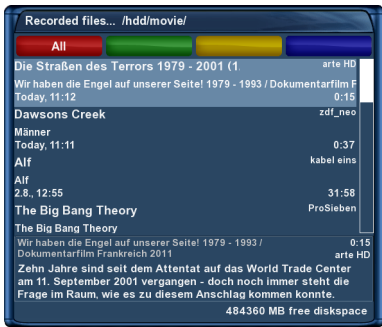 Recorded files... /hdd/movie/
All
Die Straßen des Terrors 1979 - 2001 (1. arte HD
Wir haben die Engel auf unserer Seite! 1979 - 1993 / Dokumentarfilm F
Today, 11:12 0:15
Dawsons Creek zdf_neo
Männer
Today, 11:11 0:37
Alf kabel eins
Alf
2.8., 12:55 31:58
The Big Bang Theory ProSieben
The Big Bang Theory
Wir haben die Engel auf unserer Seite! 1979 - 1993 / 0:15
Dokumentarfilm Frankreich 2011 arte HD
Zehn Jahre sind seit dem Attentat auf das World Trade Center
am 11. September 2001 vergangen - doch noch immer steht die
Frage im Raum, wie es zu diesem Anschlag kommen konnte.
484360 MB free diskspace